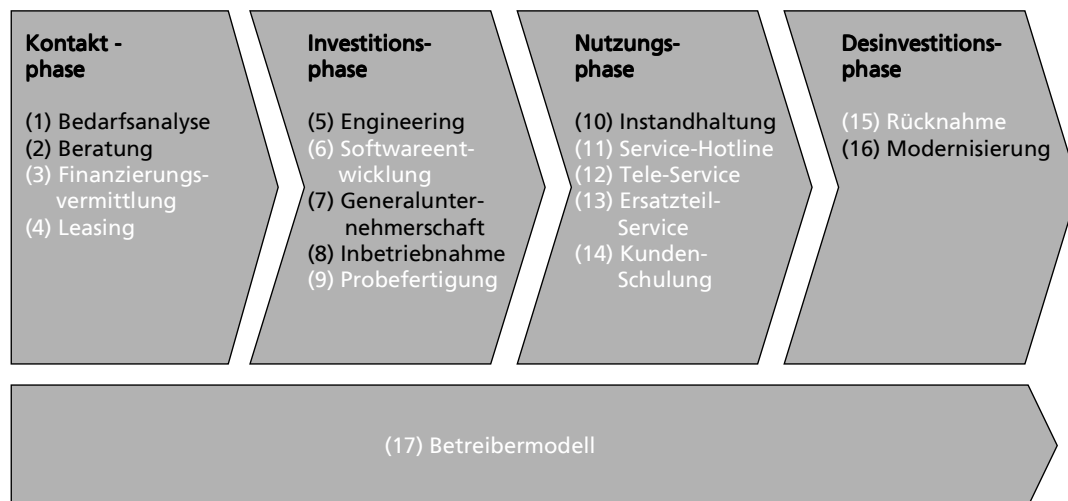 Kontakt -
phase
(1) Bedarfsanalyse
(2) Beratung
(3) Finanzierungs-
vermittlung
(4) Leasing
Investitions-
phase
(5) Engineering
(6) Softwareent-
wicklung
(7) Generalunter-
nehmerschaft
(8) Inbetriebnahme
(9) Probefertigung
Nutzungs-
phase
(10) Instandhaltung
(11) Service-Hotline
(12) Tele-Service
(13) Ersatzteil-
Service
(14) Kunden-
Schulung
Desinvestitions-
phase
(15) Rücknahme
(16) Modernisierung
(17) Betreibermodell